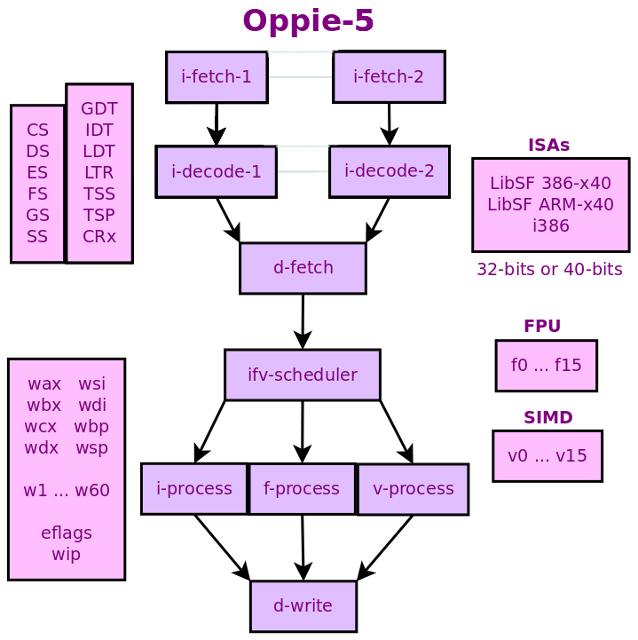 Oppie-5
i-fetch-1
i-fetch-2
GDT
IDT
LDT
LTR
TSS
TSP
CRx
CS
DS
ES
FS
GS
SS
i-decode-1
i-decode-2
ISAs
LibSF 386-x40
LibSF ARM-x40
i386
32-bits or 40-bits
d-fetch
ifv-scheduler
FPU
f0 ... f15
SIMD
v0 ... v15
wax wsi
wbx wdi
wcx wbp
wdx wsp
w1 ... w60
eflags
wip
i-process
f-process
v-process
d-write